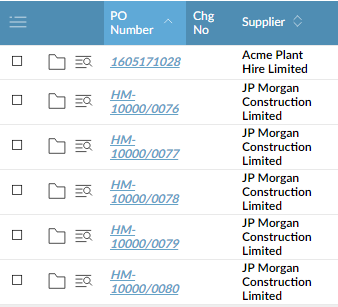 PO Number
Chg No
Supplier
1605171028
Acme Plant
Hire Limited
HM-
10000/0076
JP Morgan
Construction
Limited
HM-
10000/0077
JP Morgan
Construction
Limited
HM-
10000/0078
JP Morgan
Construction
Limited
HM-
10000/0079
JP Morgan
Construction
Limited
HM-
10000/0080
JP Morgan
Construction
Limited